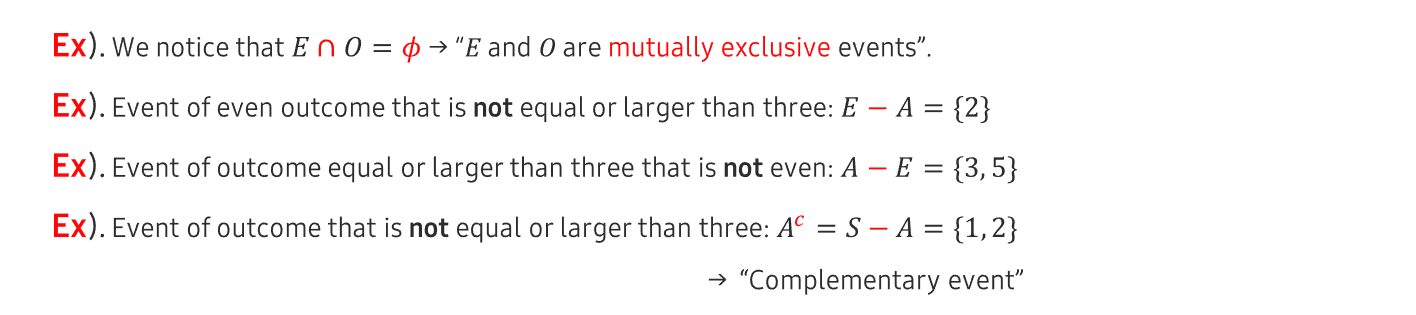 Ex). We notice that E ∩ O = ϕ → “E and O are mutually exclusive events”.
Ex). Event of even outcome that is not equal or larger than three: E − A = {2}
Ex). Event of outcome equal or larger than three that is not even: A − E = {3, 5}
Ex). Event of outcome that is not equal or larger than three: Aᶜ = S − A = {1, 2}
→ “Complementary event”